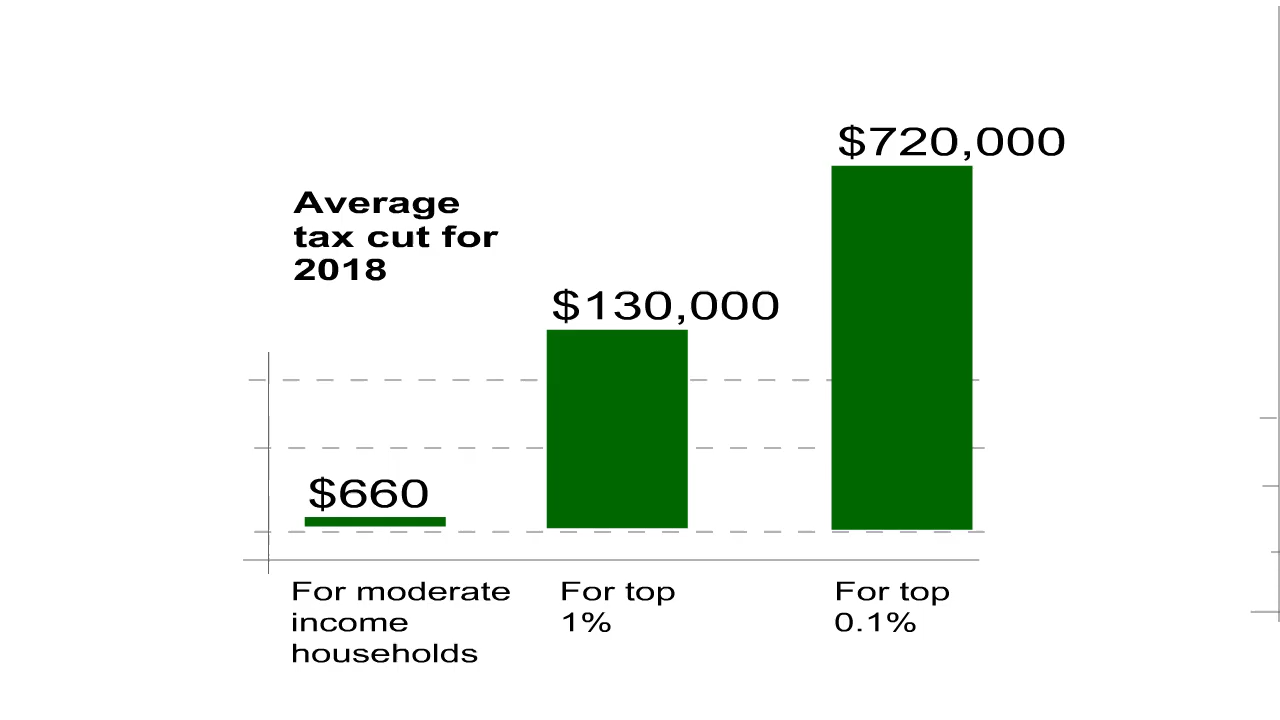 Average
tax cut for
2018
$660
$130,000
$720,000
For moderate
income
households
For top
1%
For top
0.1%